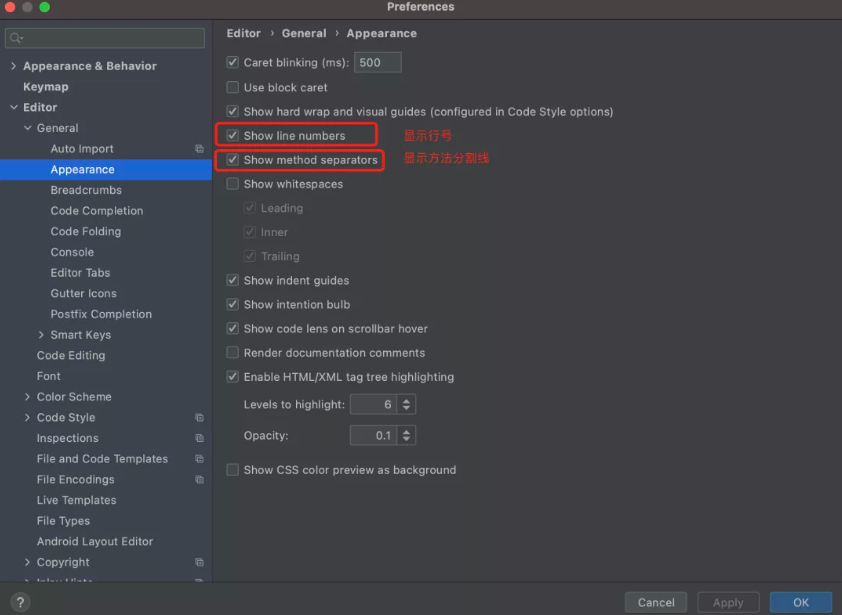 Preferences
Appearance & Behavior
Keymap
Editor
General
Auto Import
Appearance
Breadcrumbs
Code Completion
Code Folding
Console
Editor Tabs
Gutter Icons
Postfix Completion
Smart Keys
Code Editing
Font
Color Scheme
Code Style
Inspections
File and Code Templates
File Encodings
Live Templates
File Types
Android Layout Editor
Copyright
Editor › General › Appearance
Caret blinking (ms): 500
Use block caret
Show hard wrap and visual guides (configured in Code Style options)
Show line numbers 显示行号
Show method separators 显示方法分割线
Show whitespaces
Leading
Inner
Trailing
Show indent guides
Show intention bulb
Show code lens on scrollbar hover
Render documentation comments
Enable HTML/XML tag tree highlighting
Levels to highlight: 6
Opacity: 0.1
Show CSS color preview as background
? Cancel Apply OK